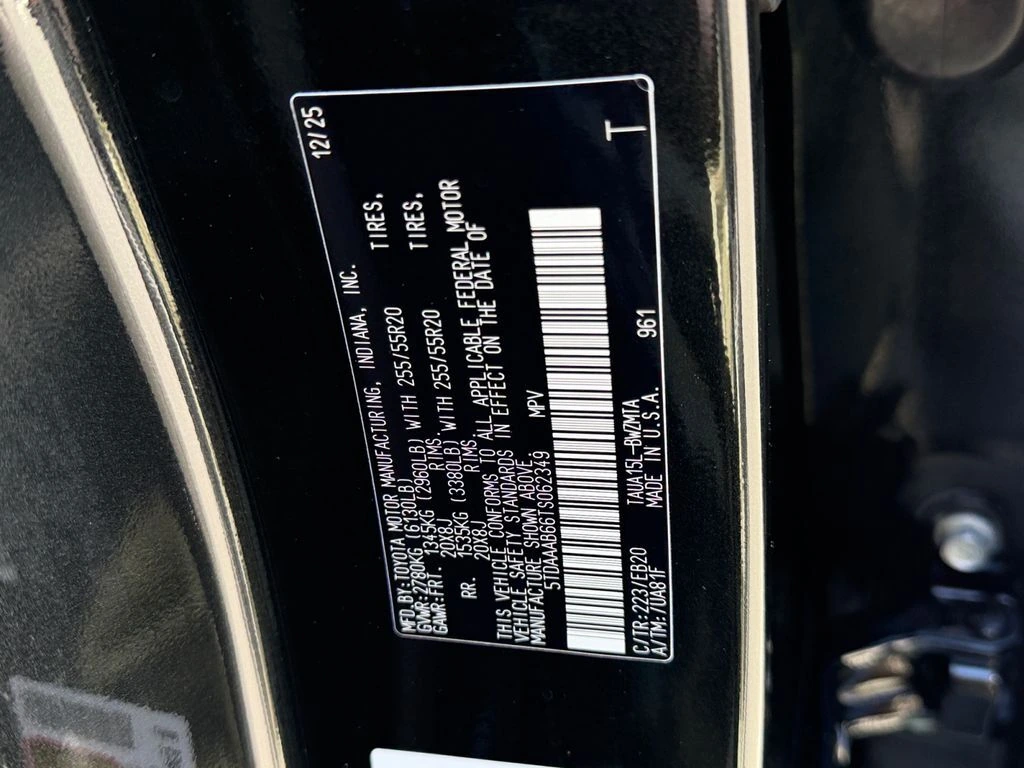 MFD.BY:TOYOTA MOTOR MANUFACTURING, INDIANA, INC. 12/25
GVWR:2780KG (6130LB)
GAWR:FRT. 1345KG (2960LB) WITH 255/55R20 TIRES,
20X8J RIMS.
RR. 1535KG (3380LB) WITH 255/55R20 TIRES,
20X8J RIMS.
THIS VEHICLE CONFORMS TO ALL APPLICABLE FEDERAL MOTOR
VEHICLE SAFETY STANDARDS IN EFFECT ON THE DATE OF
MANUFACTURE SHOWN ABOVE.
5TDAAAB66TS062349 MPV
C/TR:2237/EB20 TAUA15L-BWZMTA 961 T
A/TM:-/UA81F MADE IN U.S.A.